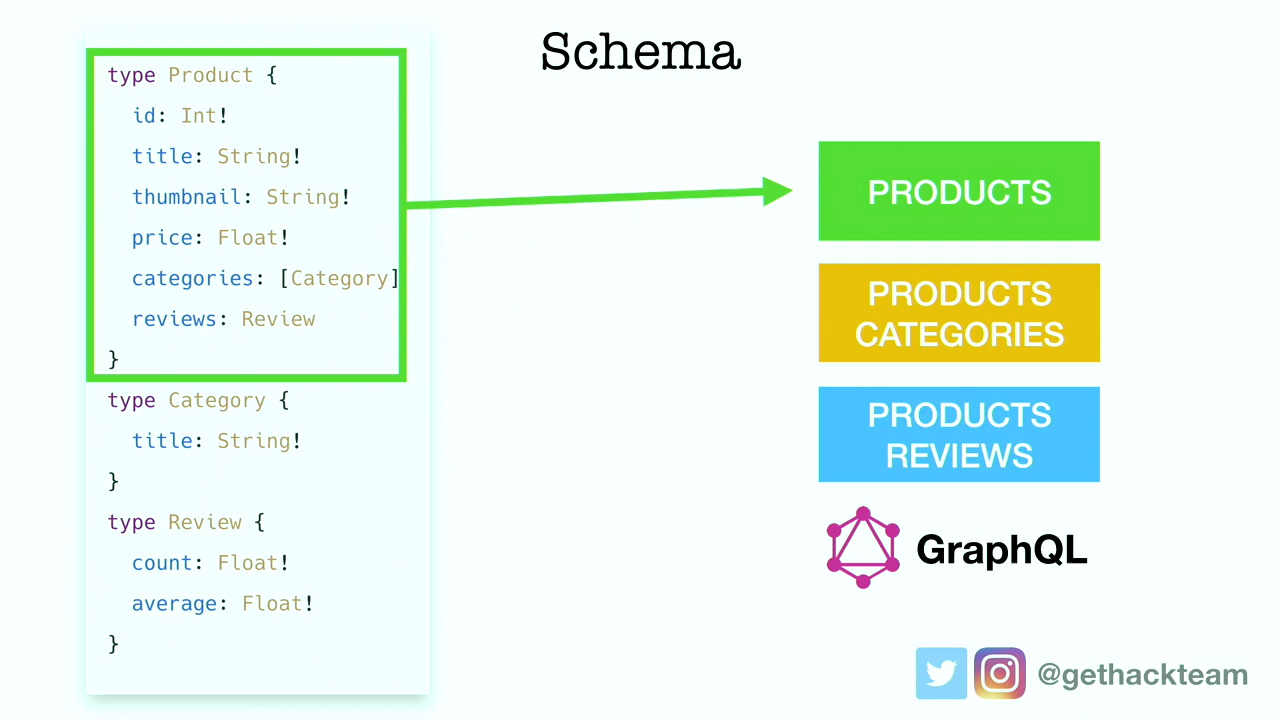 Schema
type Product {
id: Int!
title: String!
thumbnail: String!
price: Float!
categories: [Category]
reviews: Review
}
type Category {
title: String!
}
type Review {
count: Float!
average: Float!
}
PRODUCTS
PRODUCTS
CATEGORIES
PRODUCTS
REVIEWS
GraphQL
@gethackteam